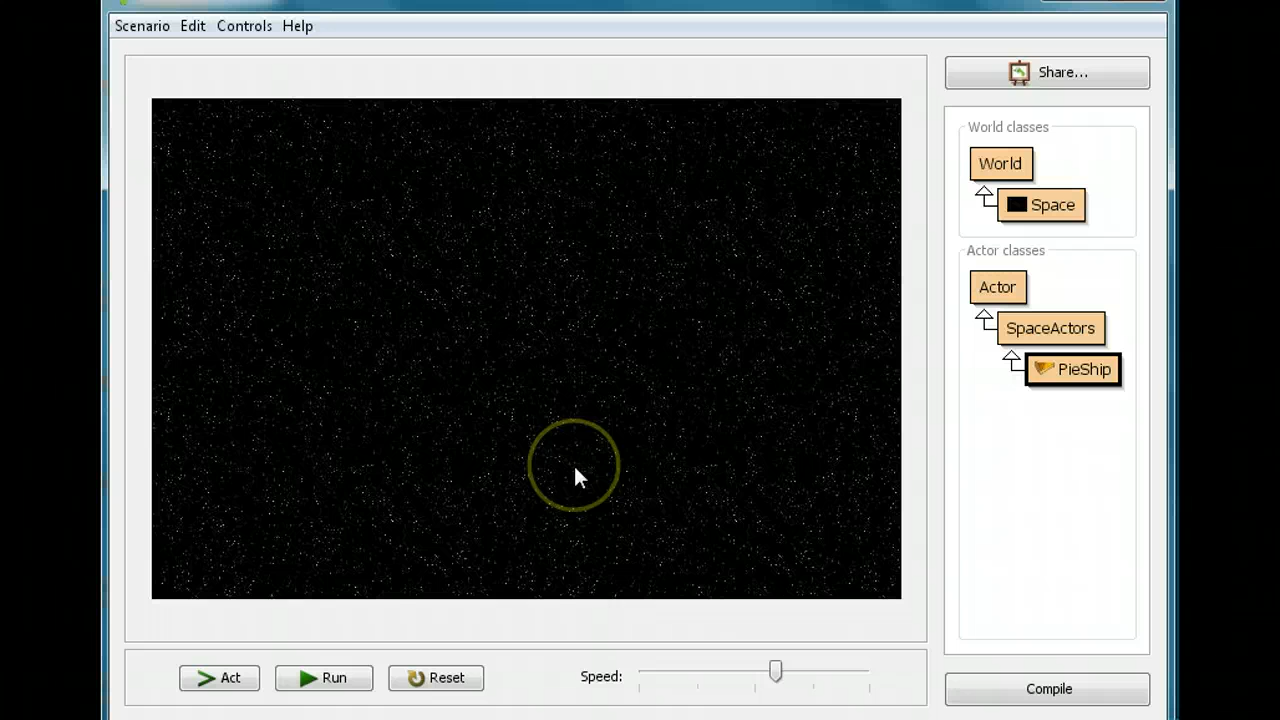 Scenario Edit Controls Help
Share...
World classes
World
Space
Actor classes
Actor
SpaceActors
PieShip
Act Run Reset Speed:
Compile